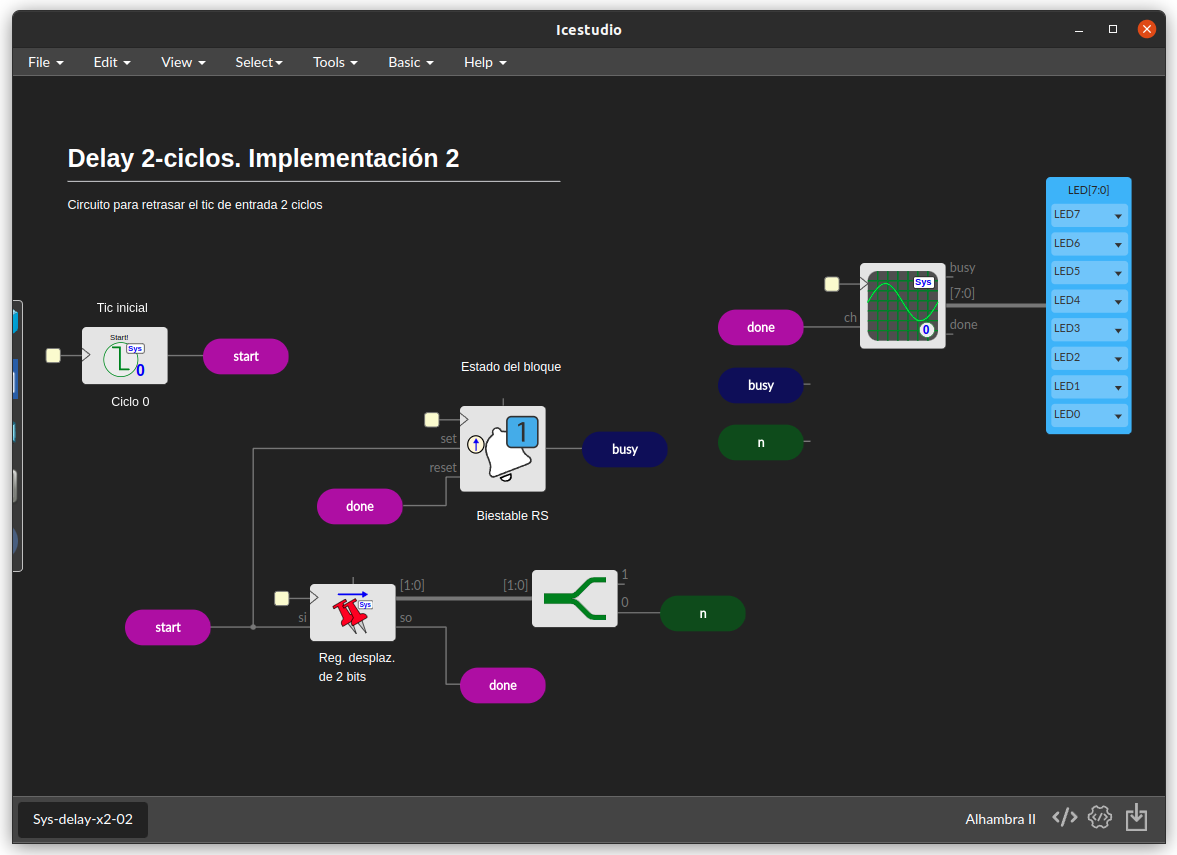 Icestudio
File Edit View Select Tools Basic Help
Delay 2-ciclos. Implementación 2
Circuito para retrasar el tic de entrada 2 ciclos
Tic inicial
Start!
Sys
0
start
Ciclo 0
Estado del bloque
set
reset
1
busy
done
Biestable RS
start
si
Sys
[1:0]
so
Reg. desplaz.
de 2 bits
done
[1:0]
1
0
n
done
busy
n
ch
Sys
0
busy
[7:0]
done
LED[7:0]
LED7
LED6
LED5
LED4
LED3
LED2
LED1
LED0
Sys-delay-x2-02
Alhambra II